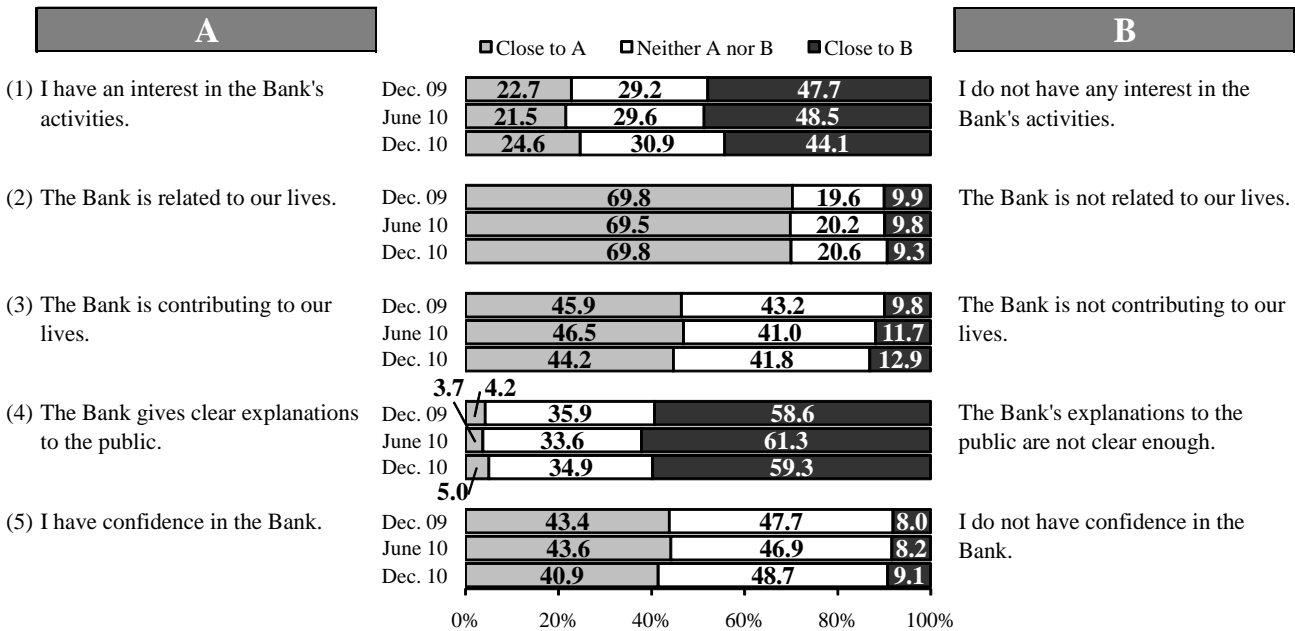 A
B
Close to A Neither A nor B Close to B
(1) I have an interest in the Bank's
activities.
Dec. 09 22.7 29.2 47.7
June 10 21.5 29.6 48.5
Dec. 10 24.6 30.9 44.1
I do not have any interest in the
Bank's activities.
(2) The Bank is related to our lives.
Dec. 09 69.8 19.6 9.9
June 10 69.5 20.2 9.8
Dec. 10 69.8 20.6 9.3
The Bank is not related to our lives.
(3) The Bank is contributing to our
lives.
Dec. 09 45.9 43.2 9.8
June 10 46.5 41.0 11.7
Dec. 10 44.2 41.8 12.9
The Bank is not contributing to our
lives.
(4) The Bank gives clear explanations
to the public.
3.7 4.2
Dec. 09 35.9 58.6
June 10 33.6 61.3
Dec. 10 34.9 59.3
5.0
The Bank's explanations to the
public are not clear enough.
(5) I have confidence in the Bank.
Dec. 09 43.4 47.7 8.0
June 10 43.6 46.9 8.2
Dec. 10 40.9 48.7 9.1
I do not have confidence in the
Bank.
0% 20% 40% 60% 80% 100%